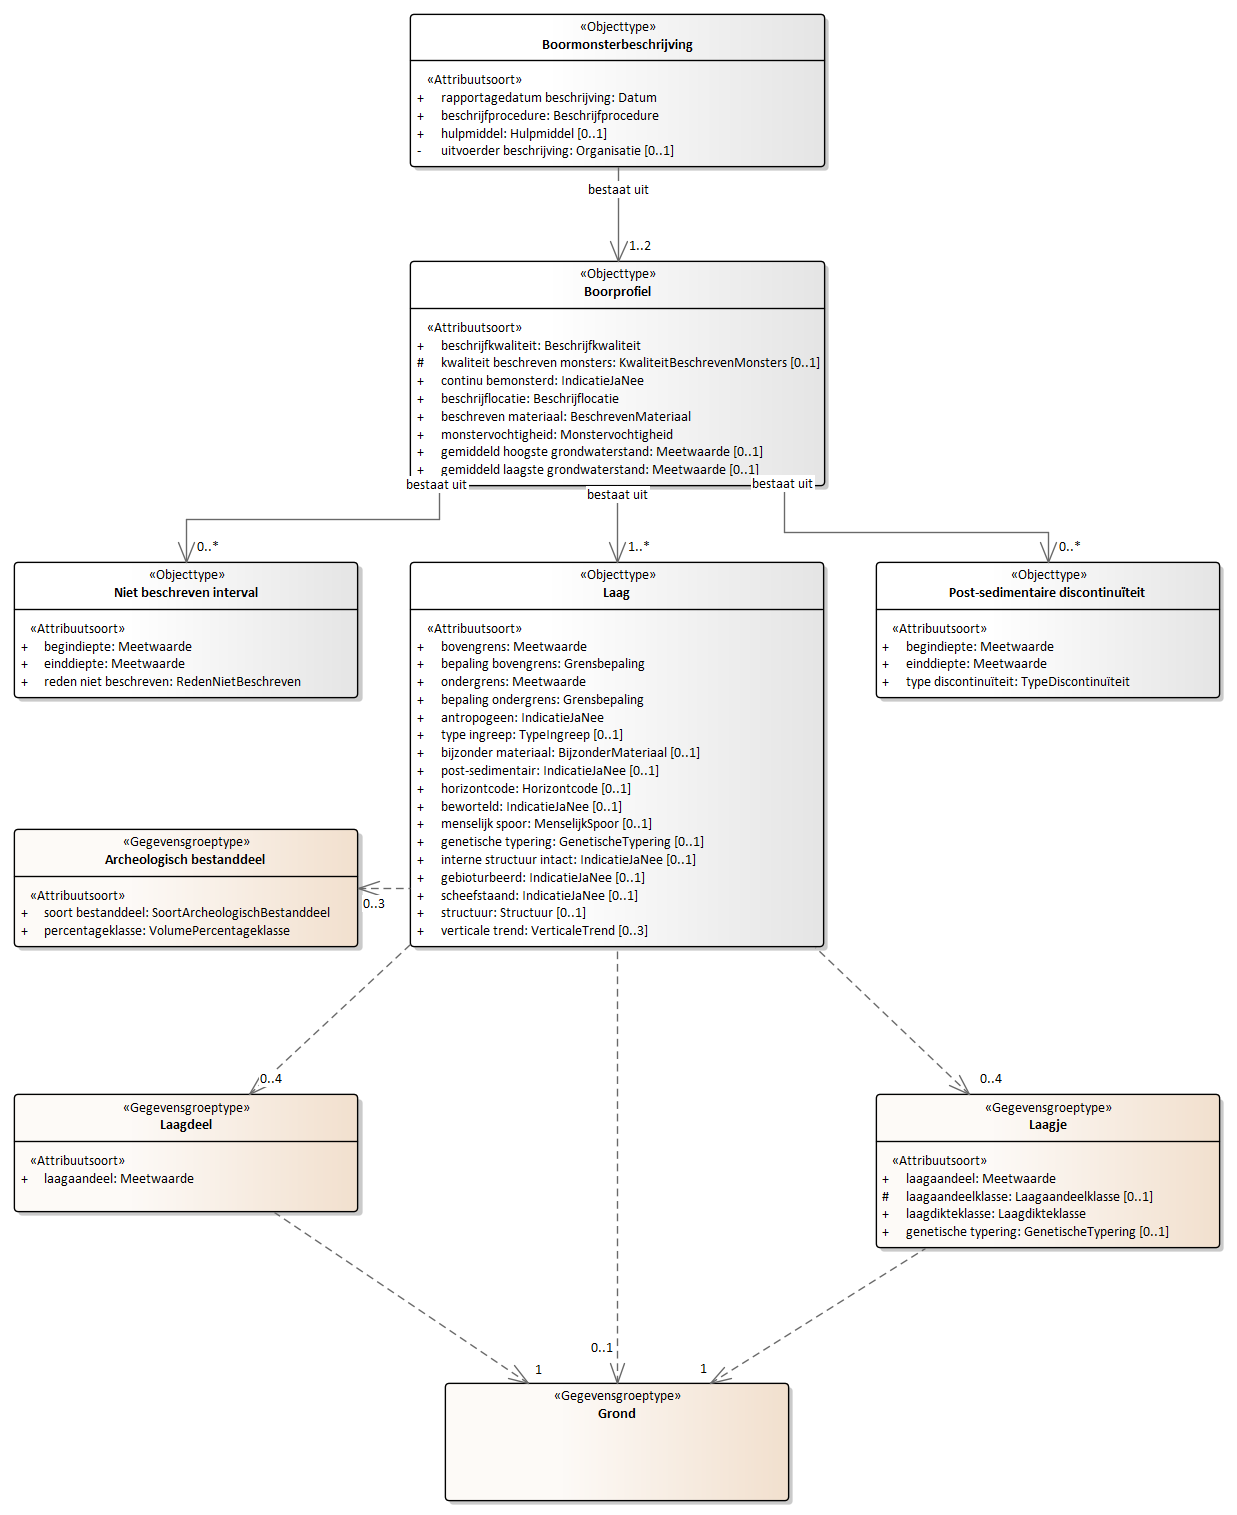 «Objecttype»
Boormonsterbeschrijving
«Attribuutsoort»
+ rapportagedatum beschrijving: Datum
+ beschrijfprocedure: Beschrijfprocedure
+ hulpmiddel: Hulpmiddel [0..1]
- uitvoerder beschrijving: Organisatie [0..1]
bestaat uit
1..2
«Objecttype»
Boorprofiel
«Attribuutsoort»
+ beschrijfkwaliteit: Beschrijfkwaliteit
# kwaliteit beschreven monsters: KwaliteitBeschrevenMonsters [0..1]
+ continu bemonsterd: IndicatieJaNee
+ beschrijflocatie: Beschrijflocatie
+ beschreven materiaal: BeschrevenMateriaal
+ monstervochtigheid: Monstervochtigheid
+ gemiddeld hoogste grondwaterstand: Meetwaarde [0..1]
+ gemiddeld laagste grondwaterstand: Meetwaarde [0..1]
bestaat uit
bestaat uit
bestaat uit
0..*
1..*
0..*
«Objecttype»
Niet beschreven interval
«Attribuutsoort»
+ begindiepte: Meetwaarde
+ einddiepte: Meetwaarde
+ reden niet beschreven: RedenNietBeschreven
«Objecttype»
Laag
«Attribuutsoort»
+ bovengrens: Meetwaarde
+ bepaling bovengrens: Grensbepaling
+ ondergrens: Meetwaarde
+ bepaling ondergrens: Grensbepaling
+ antropogeen: IndicatieJaNee
+ type ingreep: TypeIngreep [0..1]
+ bijzonder materiaal: BijzonderMateriaal [0..1]
+ post-sedimentair: IndicatieJaNee [0..1]
+ horizontcode: Horizontcode [0..1]
+ beworteld: IndicatieJaNee [0..1]
+ menselijk spoor: MenselijkSpoor [0..1]
+ genetische typering: GenetischeTypering [0..1]
+ interne structuur intact: IndicatieJaNee [0..1]
+ gebioturbeerd: IndicatieJaNee [0..1]
+ scheefstaand: IndicatieJaNee [0..1]
+ structuur: Structuur [0..1]
+ verticale trend: VerticaleTrend [0..3]
«Objecttype»
Post-sedimentaire discontinuïteit
«Attribuutsoort»
+ begindiepte: Meetwaarde
+ einddiepte: Meetwaarde
+ type discontinuïteit: TypeDiscontinuïteit
«Gegevensgroeptype»
Archeologisch bestanddeel
«Attribuutsoort»
+ soort bestanddeel: SoortArcheologischBestanddeel
+ percentageklasse: VolumePercentageklasse
0..3
0..4
0..4
«Gegevensgroeptype»
Laagdeel
«Attribuutsoort»
+ laagaandeel: Meetwaarde
«Gegevensgroeptype»
Laagje
«Attribuutsoort»
+ laagaandeel: Meetwaarde
# laagaandeelklasse: Laagaandeelklasse [0..1]
+ laagdikteklasse: Laagdikteklasse
+ genetische typering: GenetischeTypering [0..1]
0..1
1
1
«Gegevensgroeptype»
Grond